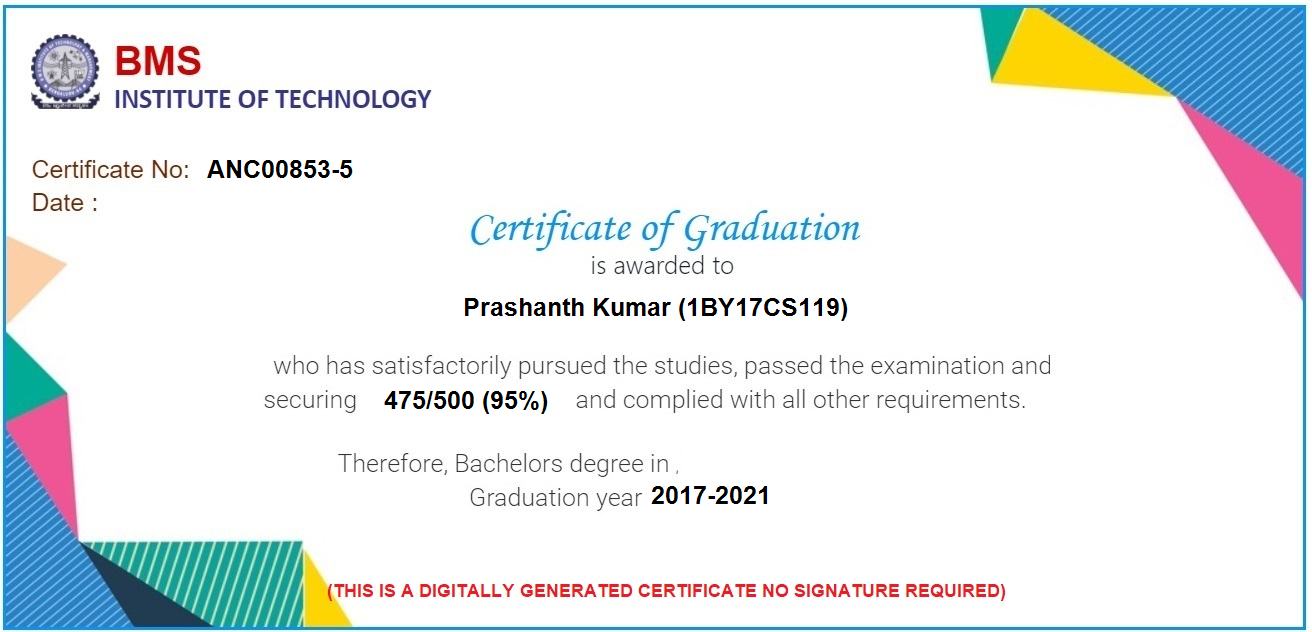 BMS
INSTITUTE OF TECHNOLOGY
Certificate No: ANC00853-5
Date :
Certificate of Graduation
is awarded to
Prashanth Kumar (1BY17CS119)
who has satisfactorily pursued the studies, passed the examination and
securing 475/500 (95%) and complied with all other requirements.
Therefore, Bachelors degree in ,
Graduation year 2017-2021
(THIS IS A DIGITALLY GENERATED CERTIFICATE NO SIGNATURE REQUIRED)